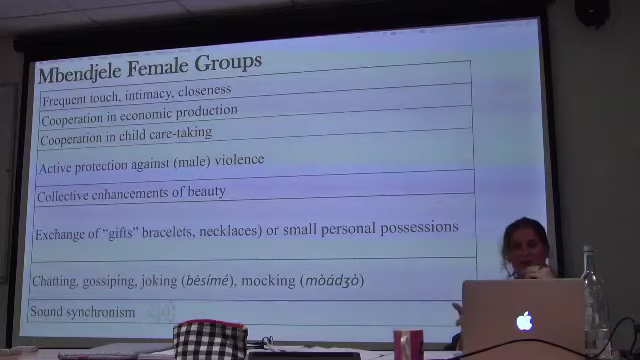 Mbendjele Female Groups
Frequent touch, intimacy, closeness
Cooperation in economic production
Cooperation in child care-taking
Active protection against (male) violence
Collective enhancements of beauty
Exchange of “gifts” bracelets, necklaces) or small personal possessions
Chatting, gossiping, joking (bèsímé), mocking (mòádʒò)
Sound synchronism